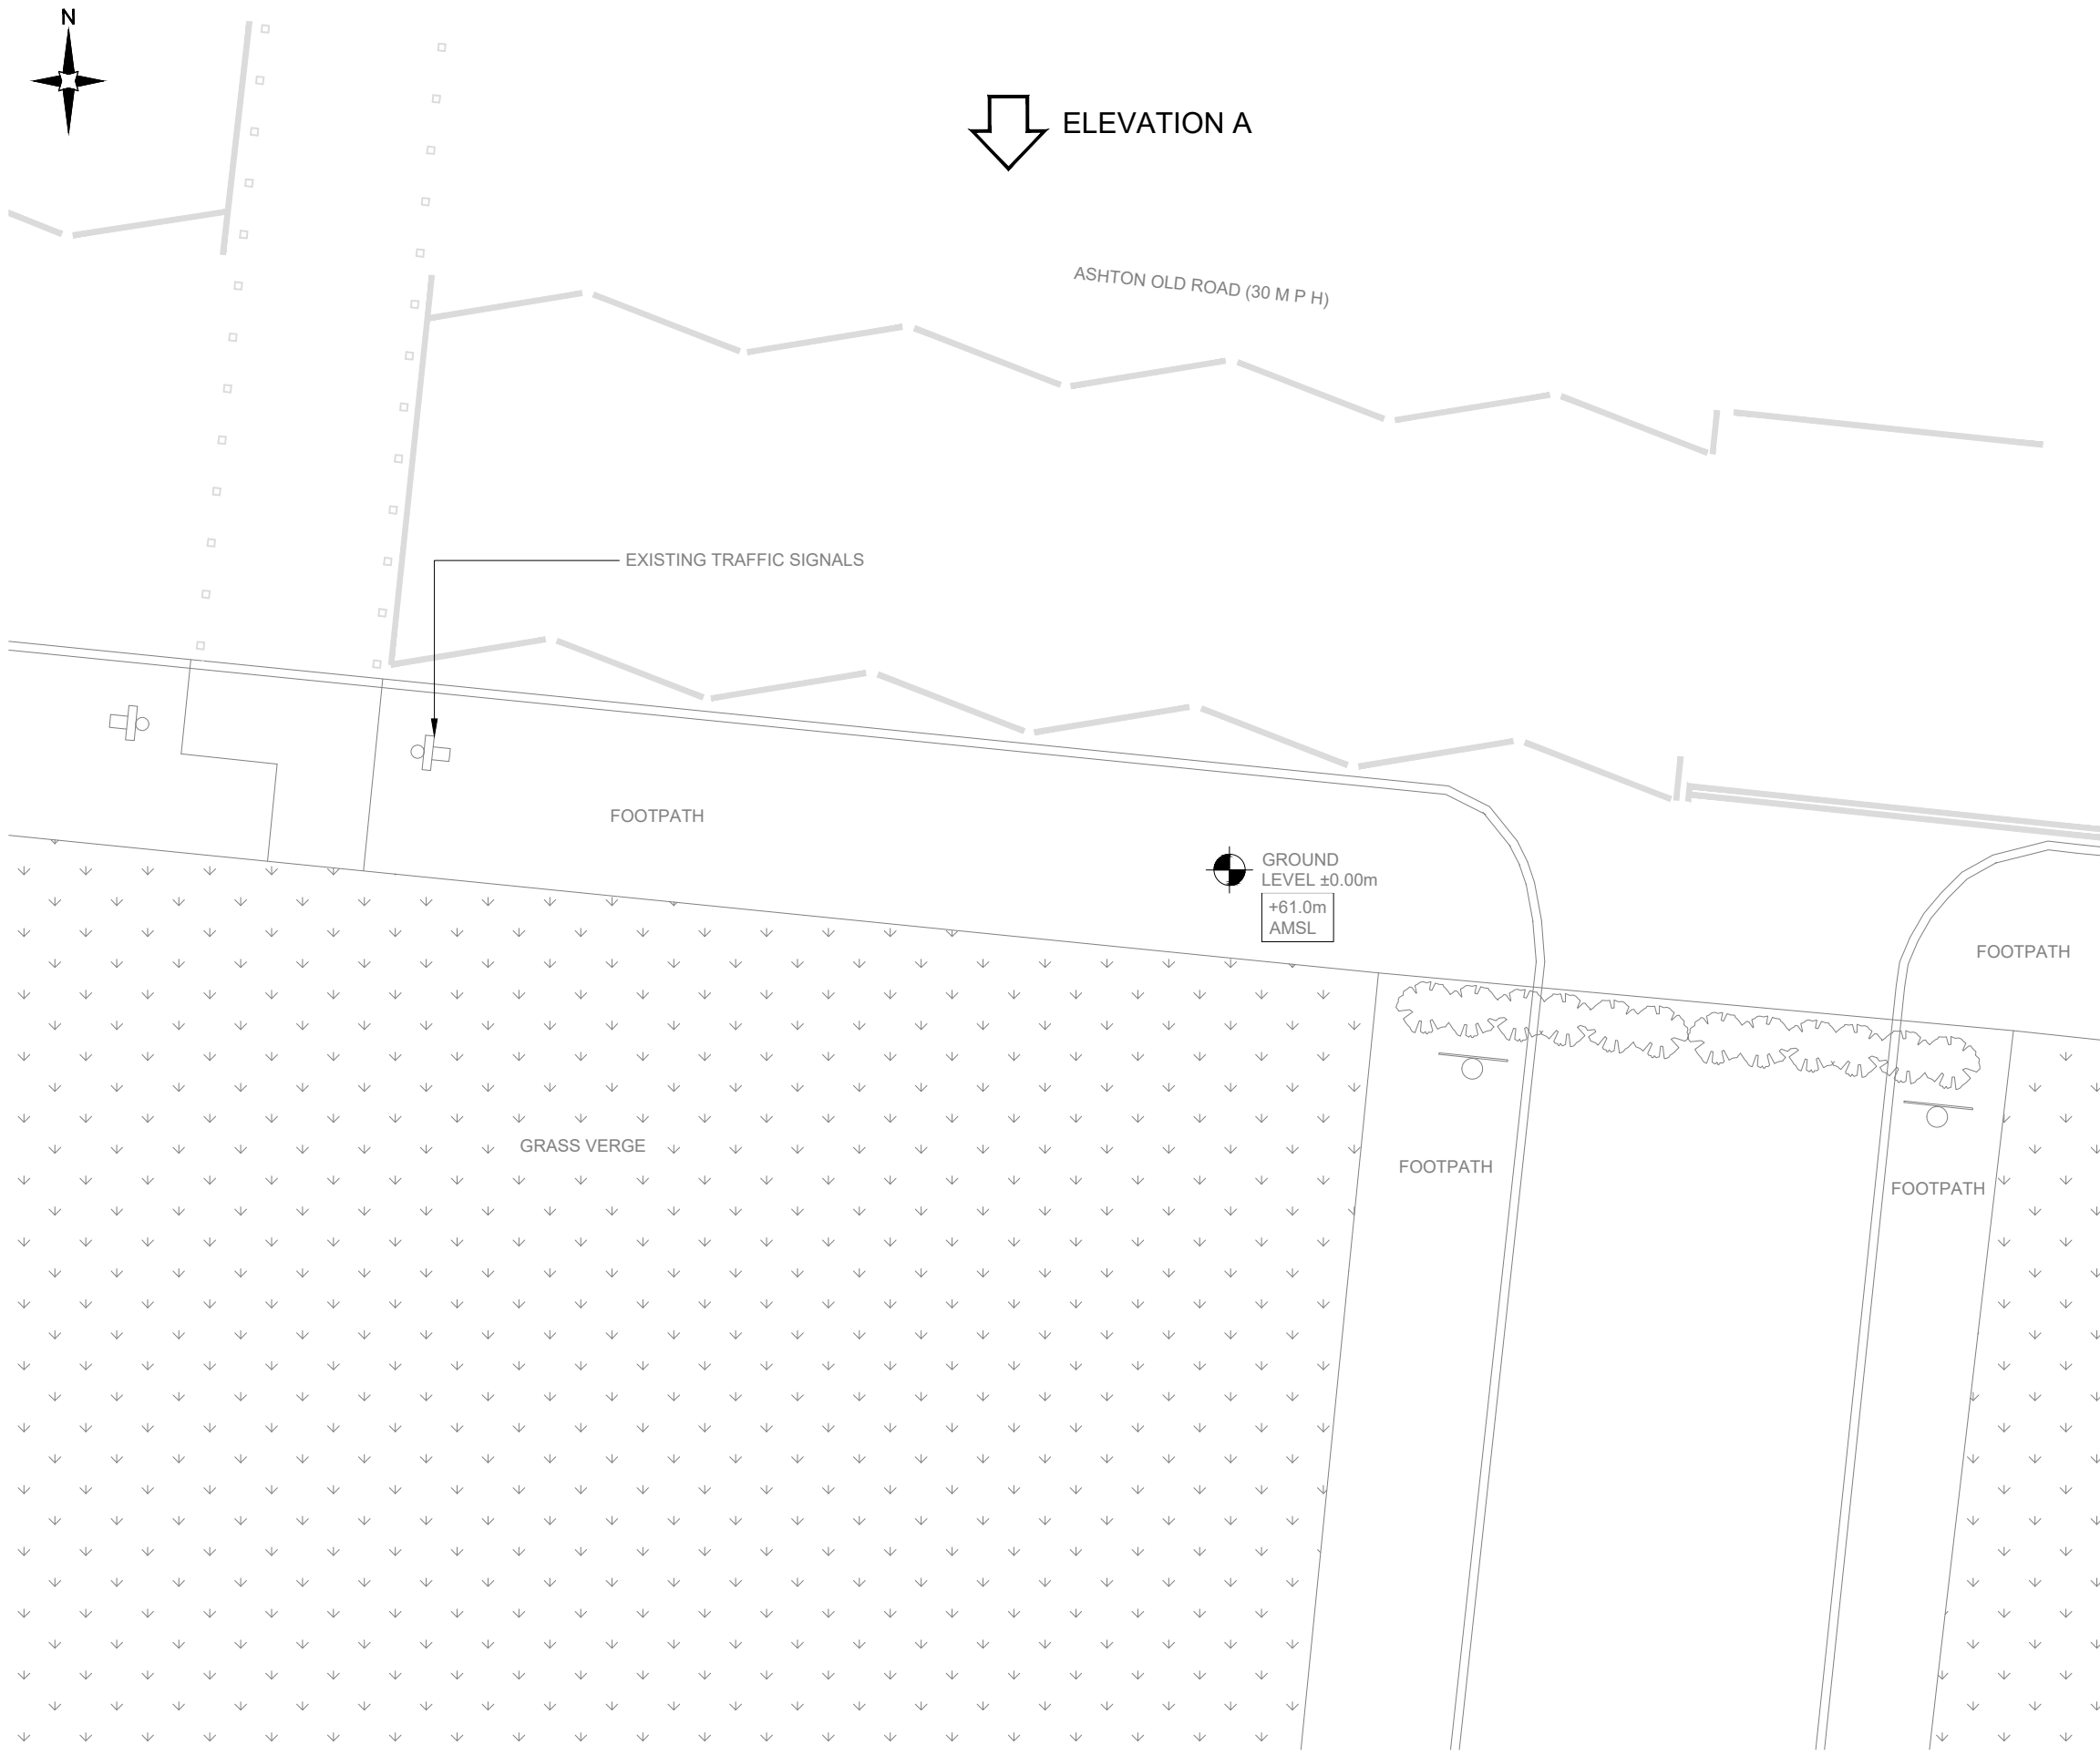 N
ELEVATION A
ASHTON OLD ROAD (30 M P H)
EXISTING TRAFFIC SIGNALS
FOOTPATH
GROUND
LEVEL ±0.00m
+61.0m
AMSL
FOOTPATH
GRASS VERGE
FOOTPATH
FOOTPATH